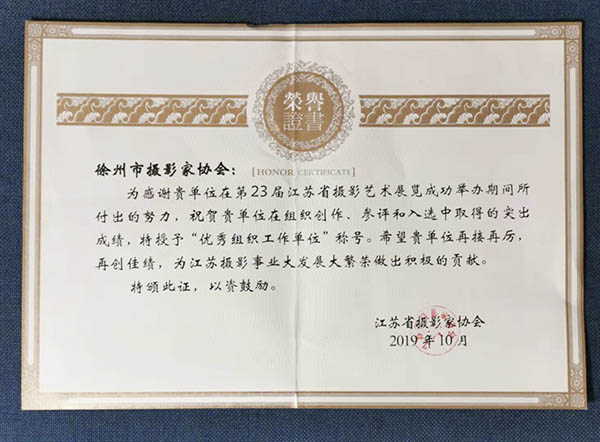 榮譽
證書
[HONOR CERTIFICATE]
徐州市摄影家协会：
为感谢贵单位在第23届江苏省摄影艺术展览成功举办期间所
付出的努力，祝贺贵单位在组织创作、参评和入选中取得的突出
成绩，特授予“优秀组织工作单位”称号。希望贵单位再接再厉，
再创佳绩，为江苏摄影事业大发展大繁荣做出积极的贡献。
特颁此证，以资鼓励。
江苏省摄影家协会
2019 年 10 月